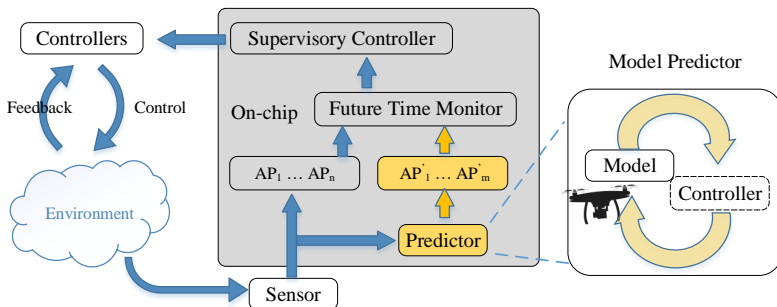 Controllers
Supervisory Controller
Model Predictor
Feedback
Control
On-chip
Future Time Monitor
AP₁ … APₙ
AP'₁ … AP'ₘ
Model
Controller
Environment
Predictor
Sensor